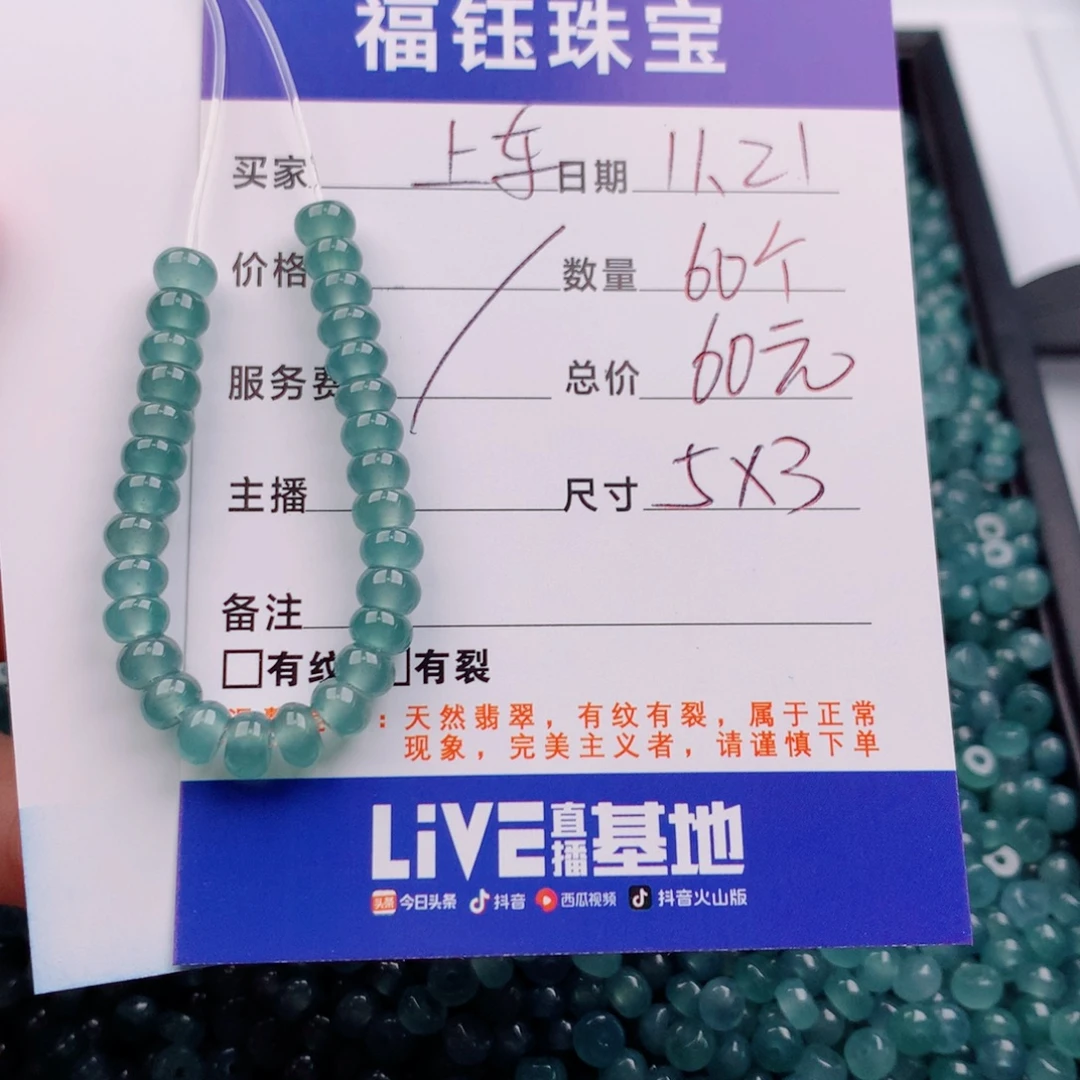 福钰珠宝
买家 上车 日期 11.21
价格 数量 60个
服务费 总价 60元
主播 尺寸 5X3
备注
有纹 有裂
：天然翡翠，有纹有裂，属于正常
现象，完美主义者，请谨慎下单
LiVE直播基地
头条 今日头条 抖音 西瓜视频 抖音火山版